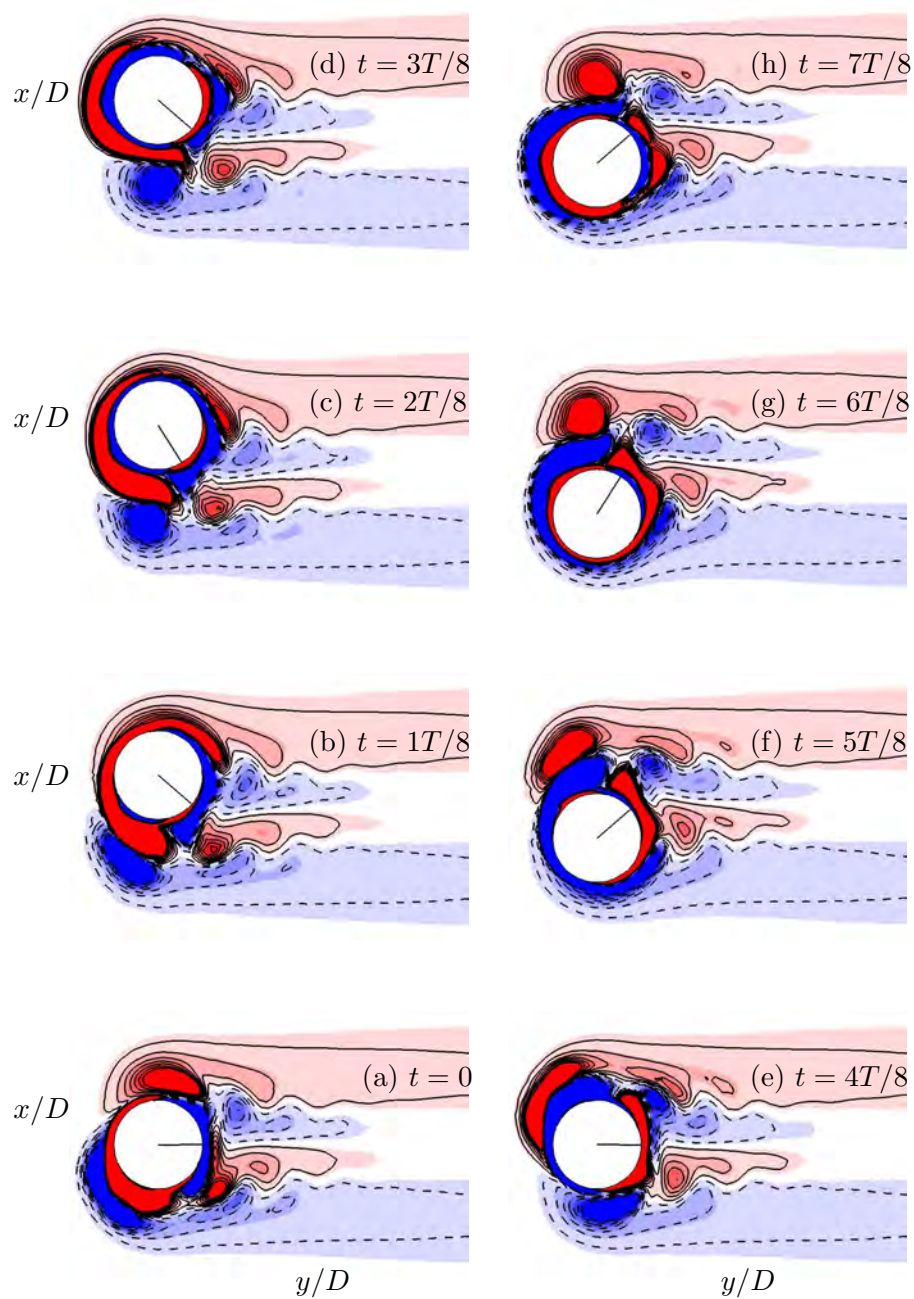 (d) t = 3T/8
(h) t = 7T/8
x/D
(c) t = 2T/8
(g) t = 6T/8
x/D
(b) t = 1T/8
(f) t = 5T/8
x/D
(a) t = 0
(e) t = 4T/8
x/D
y/D
y/D